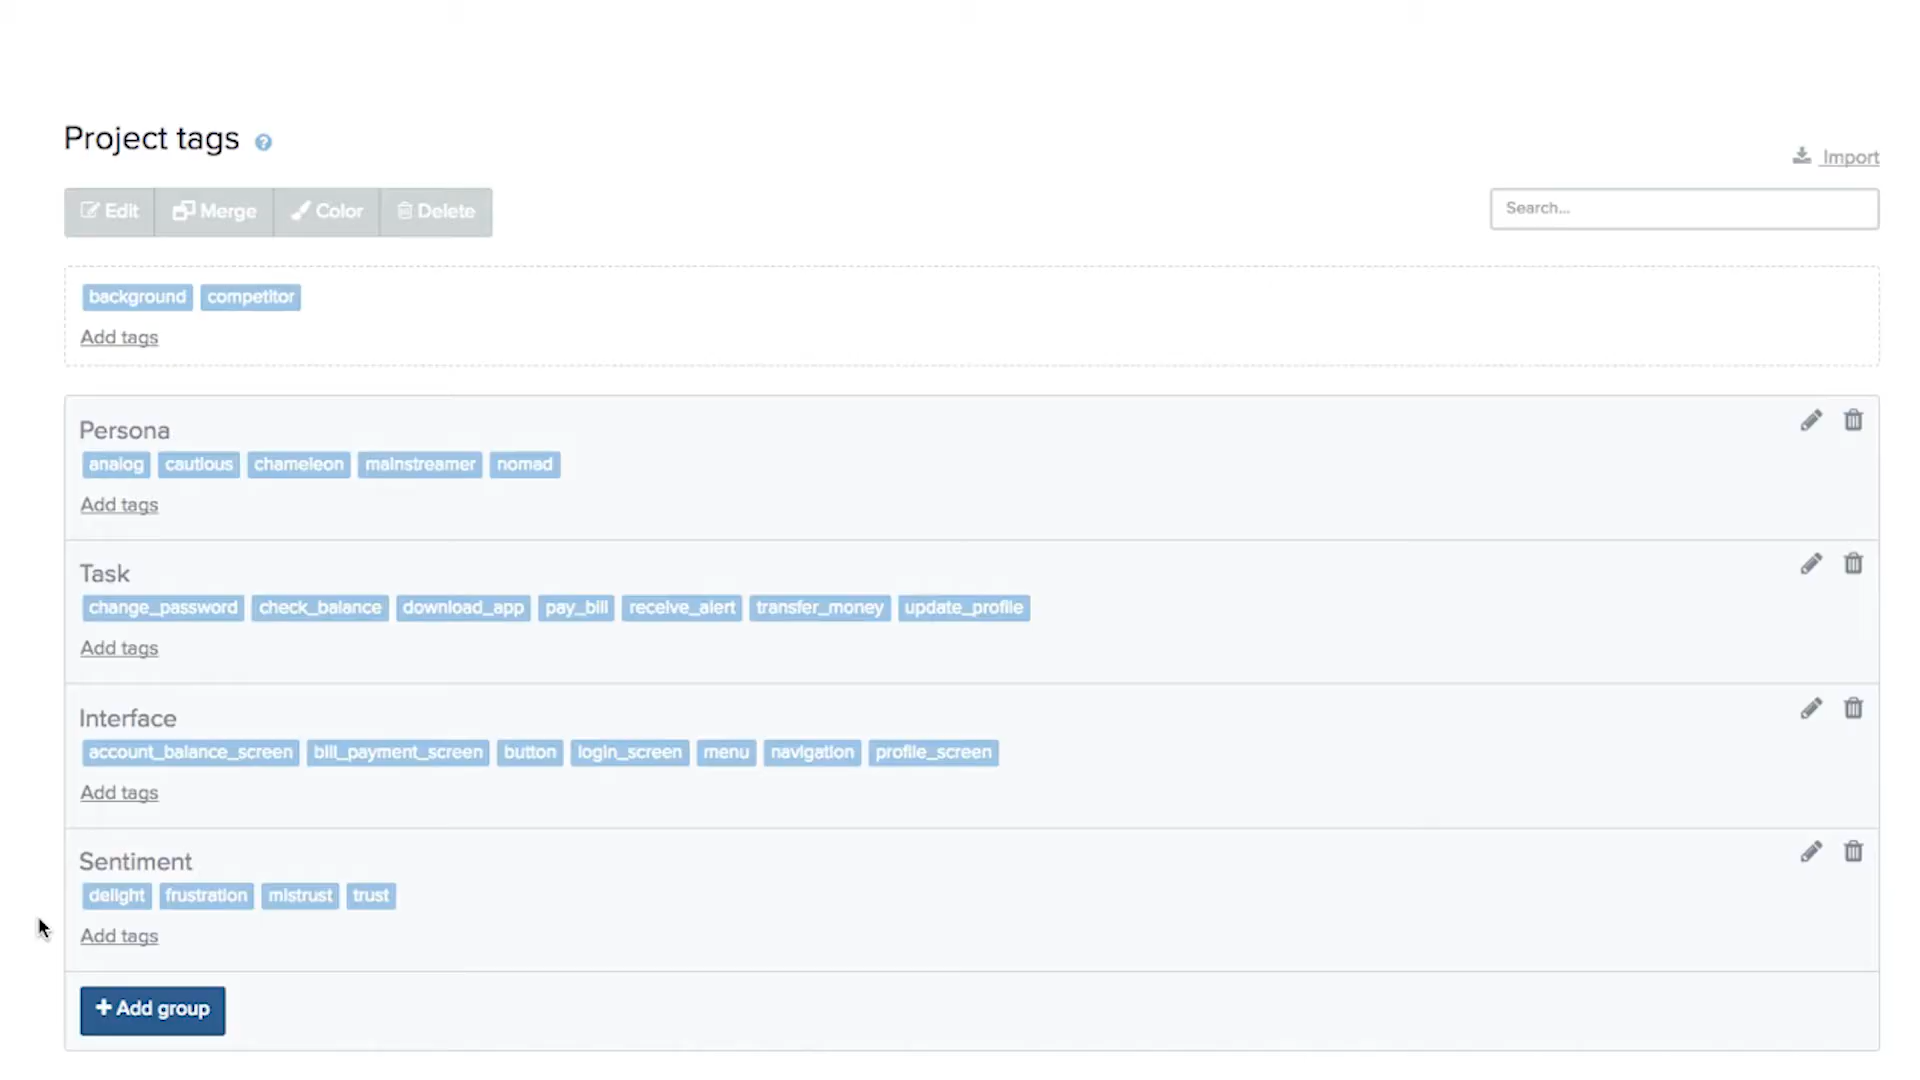 Project tags ?
Import
Edit Merge Color Delete
Search...
background competitor
Add tags
Persona
analog cautious chameleon mainstreamer nomad
Add tags
Task
change_password check_balance download_app pay_bill receive_alert transfer_money update_profile
Add tags
Interface
account_balance_screen bill_payment_screen button login_screen menu navigation profile_screen
Add tags
Sentiment
delight frustration mistrust trust
Add tags
+ Add group